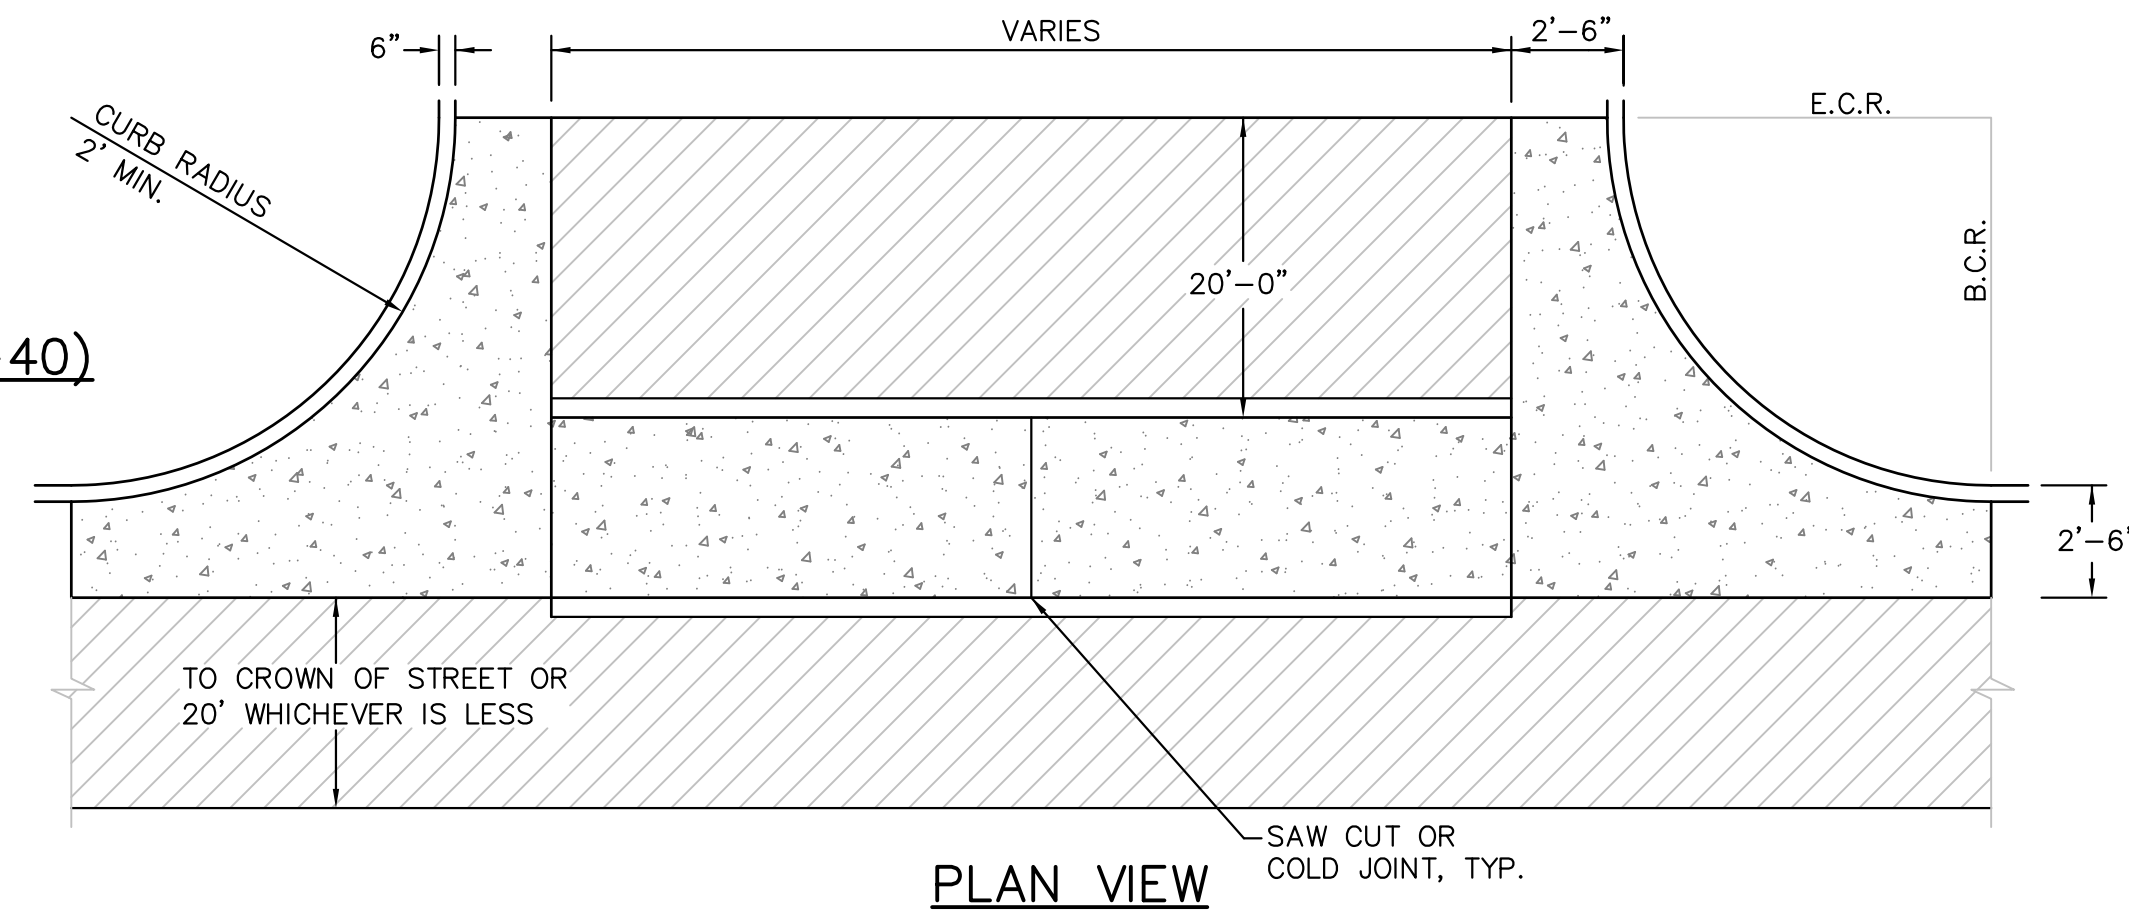 6”
VARIES
2’-6”
E.C.R.
CURB RADIUS
2’ MIN.
B.C.R.
20’-0”
40)
2’-6”
TO CROWN OF STREET OR
20’ WHICHEVER IS LESS
SAW CUT OR
COLD JOINT, TYP.
PLAN VIEW